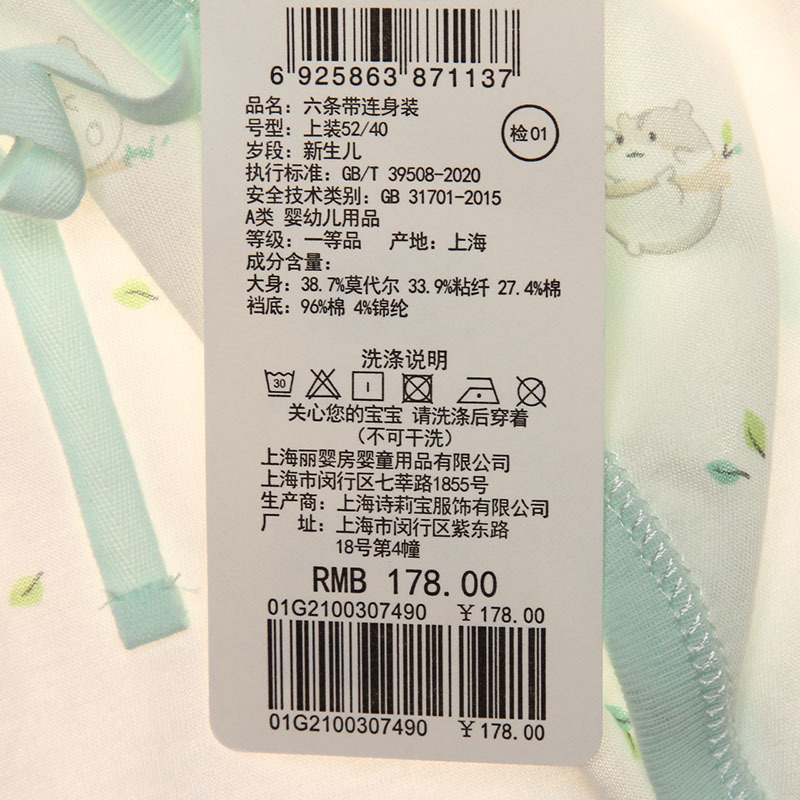 6 925863 871137
品名：六条带连身装
号型：上装52/40
检01
岁段：新生儿
执行标准：GB/T 39508-2020
安全技术类别：GB 31701-2015
A类 婴幼儿用品
等级：一等品 产地：上海
成分含量：
大身：38.7%莫代尔 33.9%粘纤 27.4%棉
裆底：96%棉 4%锦纶
洗涤说明
30
关心您的宝宝 请洗涤后穿着
（不可干洗）
上海丽婴房婴童用品有限公司
上海市闵行区七莘路1855号
生产商：上海诗莉宝服饰有限公司
厂 址：上海市闵行区紫东路
18号第4幢
RMB 178.00
01G2100307490 ￥178.00
01G2100307490 ￥178.00